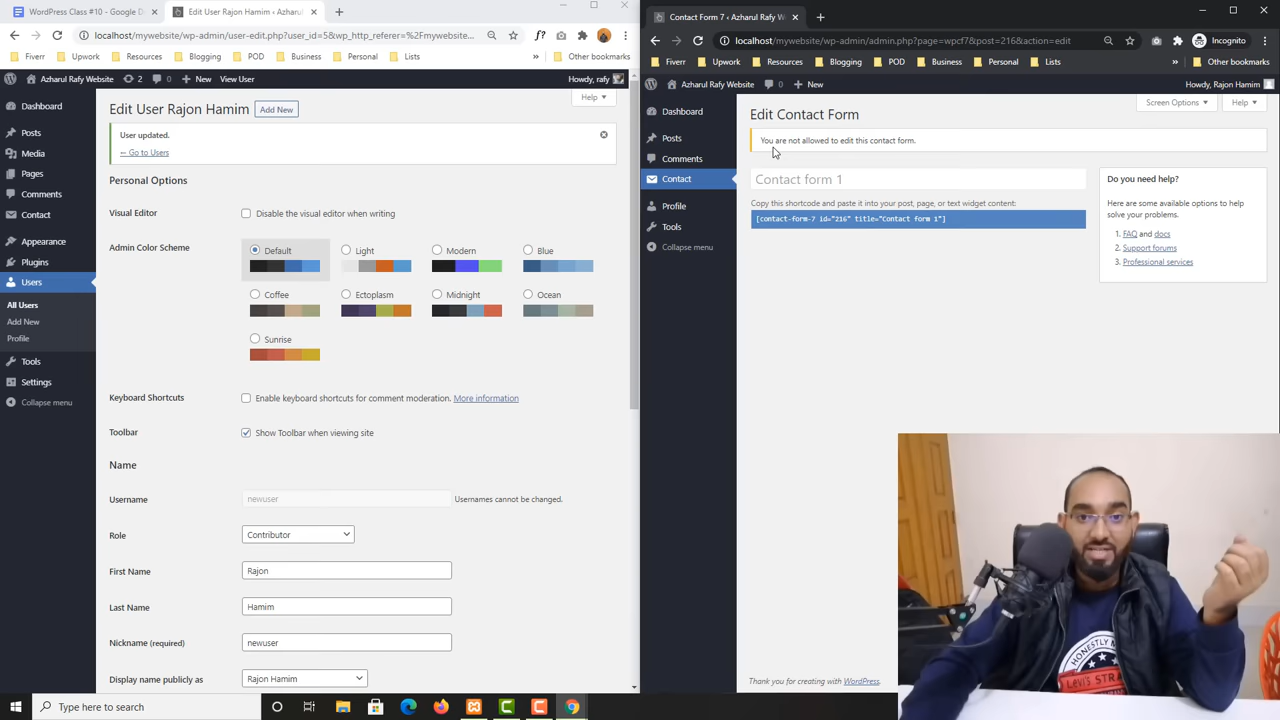 WordPress Class #10 - Google D
Edit User Rajon Hamim ‹ Azharul
localhost/mywebsite/wp-admin/user-edit.php?user_id=5&wp_http_referer=%2Fmywebsite...
Fiverr
Upwork
Resources
Blogging
POD
Business
Personal
Lists
Other bookmarks
Azharul Rafy Website
2
0
New
View User
Howdy, rafy
Dashboard
Posts
Media
Pages
Comments
Contact
Appearance
Plugins
Users
All Users
Add New
Profile
Tools
Settings
Collapse menu
Help
Edit User Rajon Hamim
Add New
User updated.
← Go to Users
Personal Options
Visual Editor
Disable the visual editor when writing
Admin Color Scheme
Default
Light
Modern
Blue
Coffee
Ectoplasm
Midnight
Ocean
Sunrise
Keyboard Shortcuts
Enable keyboard shortcuts for comment moderation. More information
Toolbar
Show Toolbar when viewing site
Name
Username
newuser
Usernames cannot be changed.
Role
Contributor
First Name
Rajon
Last Name
Hamim
Nickname (required)
newuser
Display name publicly as
Rajon Hamim
Contact Form 7 ‹ Azharul Rafy W
localhost/mywebsite/wp-admin/admin.php?page=wpcf7&post=216&action=edit
Incognito
Fiverr
Upwork
Resources
Blogging
POD
Business
Personal
Lists
Other bookmarks
Azharul Rafy Website
0
New
Howdy, Rajon Hamim
Dashboard
Posts
Comments
Contact
Profile
Tools
Collapse menu
Screen Options
Help
Edit Contact Form
You are not allowed to edit this contact form.
Contact form 1
Copy this shortcode and paste it into your post, page, or text widget content:
[contact-form-7 id="216" title="Contact form 1"]
Do you need help?
Here are some available options to
help solve your problems.
1. FAQ and docs
2. Support forums
3. Professional services
Thank you for creating with WordPress.
HONESTLY M
LEVI'S STRA
Type here to search